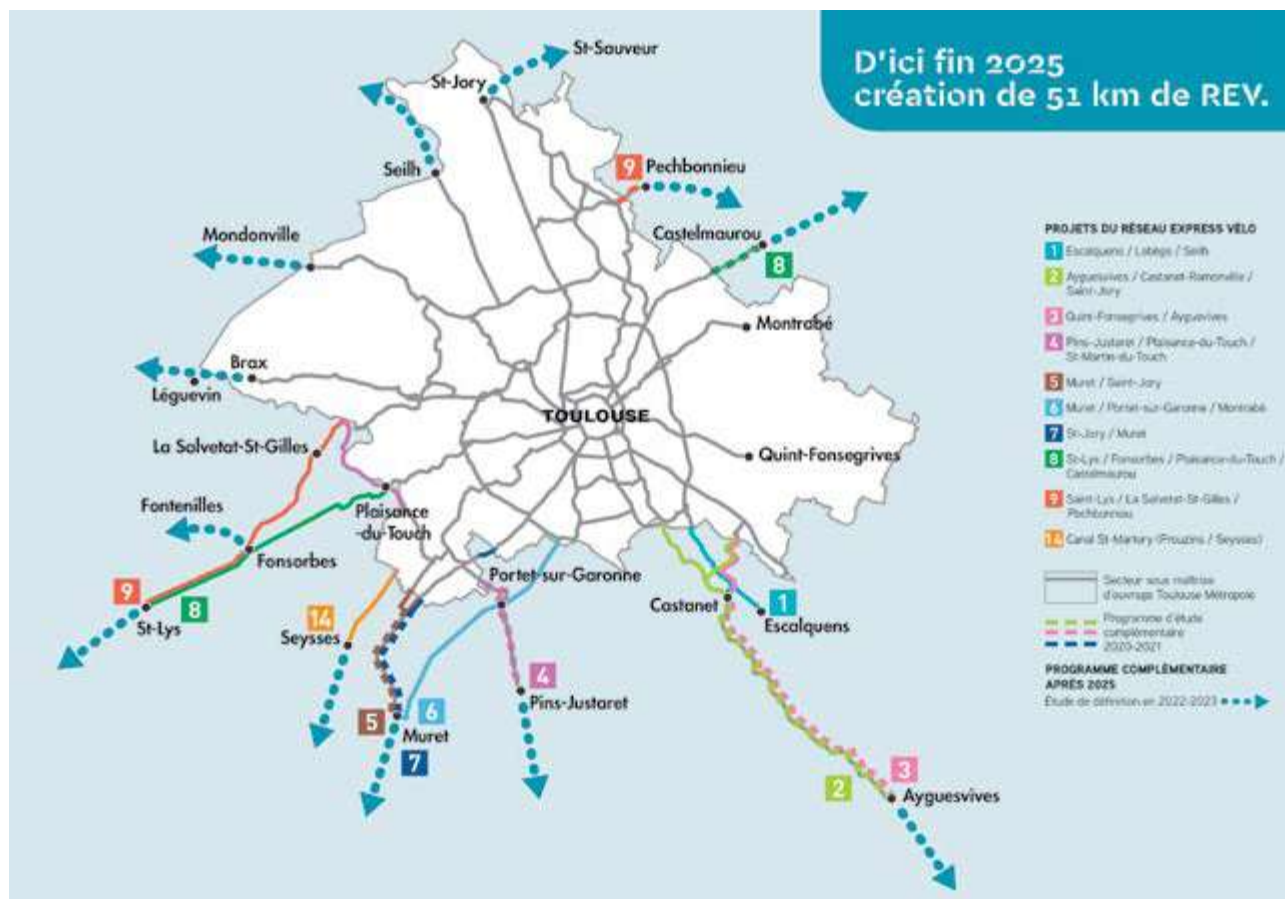 D'ici fin 2025
création de 51 km de REV.
St-Sauveur
St-Jory
Seilh
9 Pechbonnieu
Mondonville
Castelmaurou
8
Montrabé
Brax
Léguevin
TOULOUSE
La Salvetat-St-Gilles
Quint-Fonsegrives
Fontenilles
Plaisance
-du-Touch
Fonsorbes
Portet-sur-Garonne
9
8
St-Lys
14
Seysses
Castanet
1
Escalquens
4
Pins-Justaret
5
6
Muret
7
3
2
Ayguesvives
PROJETS DU RÉSEAU EXPRESS VÉLO
1 Escalquens / Labège / Seilh
2 Ayguesvives / Castanet-Ramonville /
Saint-Jory
3 Quint-Fonsegrives / Ayguevives
4 Pins-Justaret / Plaisance-du-Touch /
St-Martin-du-Touch
5 Muret / Saint-Jory
6 Muret / Portet-sur-Garonne / Montrabé
7 St-Jory / Muret
8 St-Lys / Fonsorbes / Plaisance-du-Touch /
Castelmaurou
9 Saint-Lys / La Salvetat-St-Gilles /
Pechbonnieu
14 Canal St-Martory (Frouzins / Seysses)
Secteur sous maîtrise
d'ouvrage Toulouse Métropole
Programme d'étude
complémentaire
2020-2021
PROGRAMME COMPLÉMENTAIRE
APRÈS 2025
Étude de définition en 2022-2023